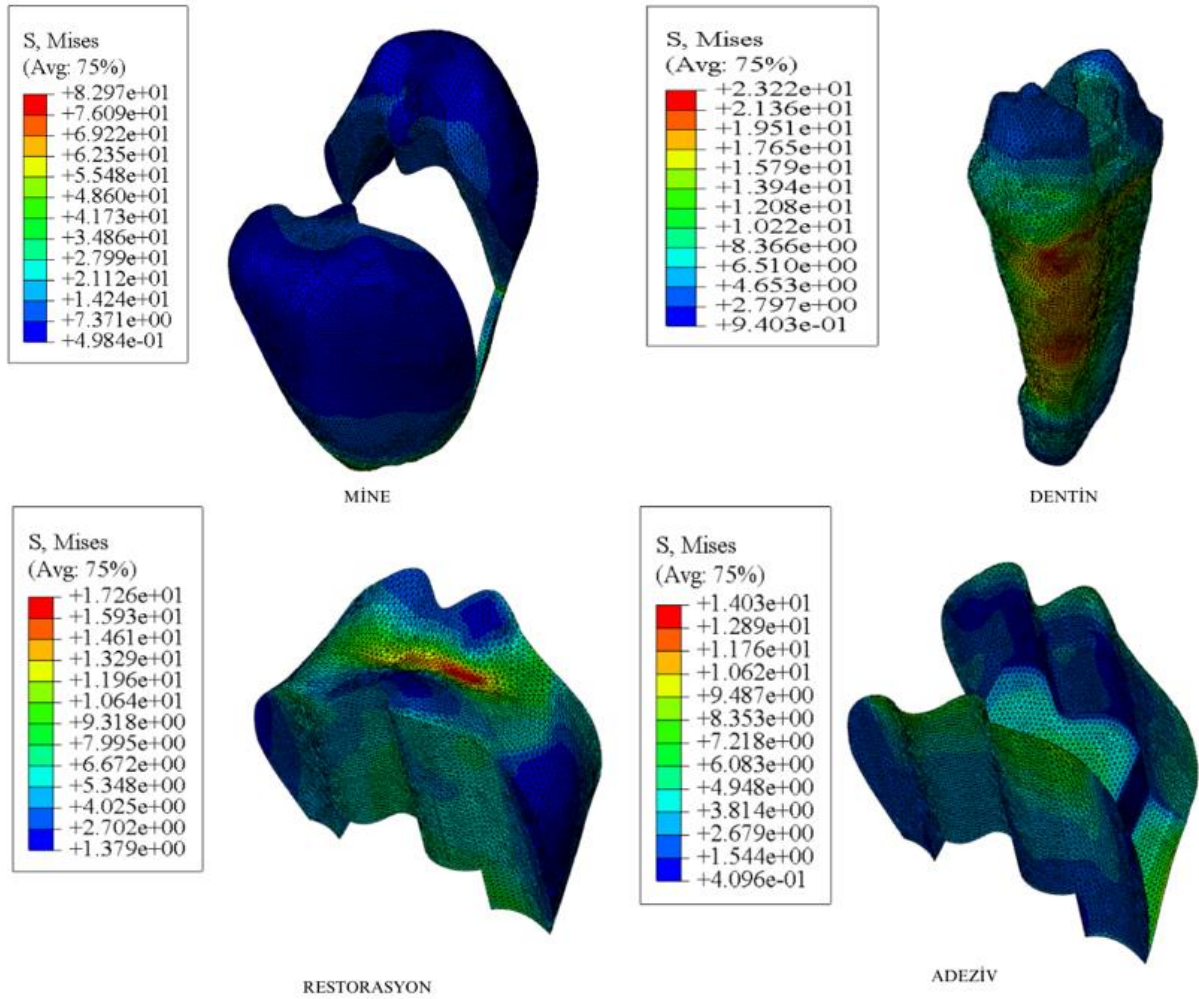 S, Mises
(Avg: 75%)
+8.297e+01
+7.609e+01
+6.922e+01
+6.235e+01
+5.548e+01
+4.860e+01
+4.173e+01
+3.486e+01
+2.799e+01
+2.112e+01
+1.424e+01
+7.371e+00
+4.984e-01
MİNE
S, Mises
(Avg: 75%)
+2.322e+01
+2.136e+01
+1.951e+01
+1.765e+01
+1.579e+01
+1.394e+01
+1.208e+01
+1.022e+01
+8.366e+00
+6.510e+00
+4.653e+00
+2.797e+00
+9.403e-01
DENTİN
S, Mises
(Avg: 75%)
+1.726e+01
+1.593e+01
+1.461e+01
+1.329e+01
+1.196e+01
+1.064e+01
+9.318e+00
+7.995e+00
+6.672e+00
+5.348e+00
+4.025e+00
+2.702e+00
+1.379e+00
RESTORASYON
S, Mises
(Avg: 75%)
+1.403e+01
+1.289e+01
+1.176e+01
+1.062e+01
+9.487e+00
+8.353e+00
+7.218e+00
+6.083e+00
+4.948e+00
+3.814e+00
+2.679e+00
+1.544e+00
+4.096e-01
ADEZİV